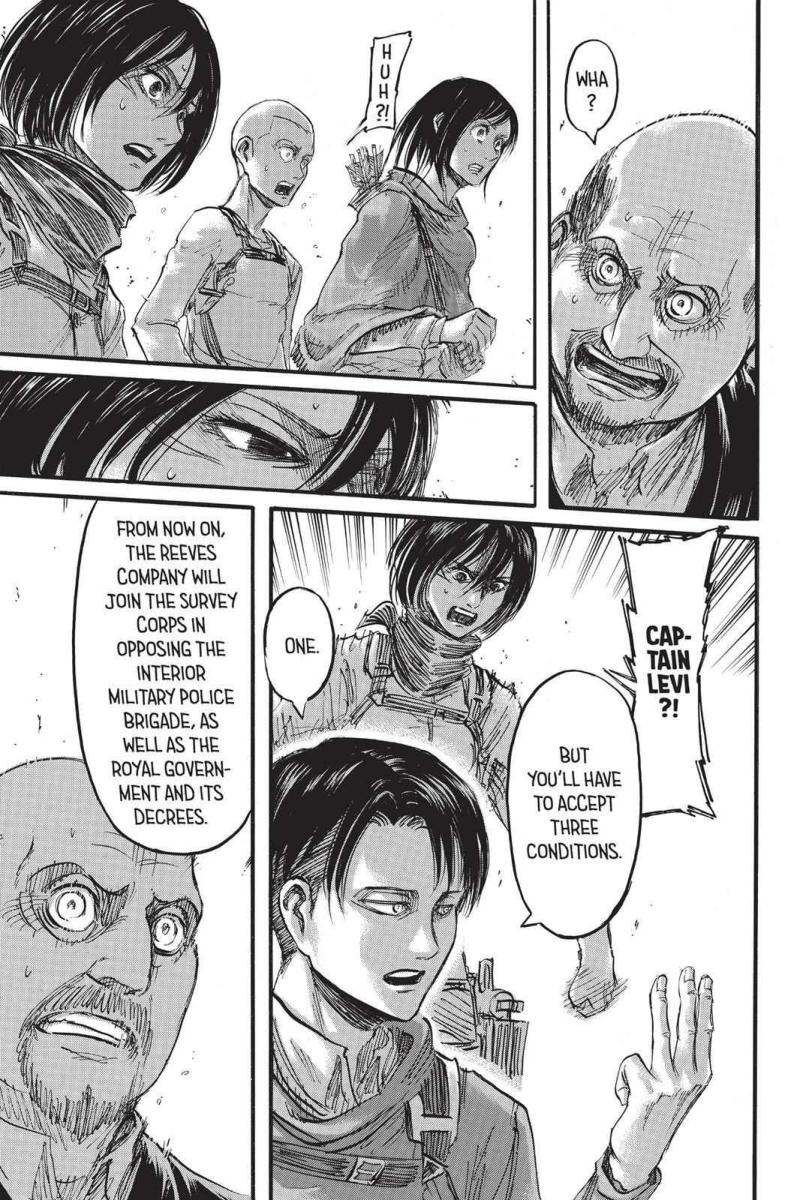 WHA
?
H
U
H
?!
CAP-
TAIN
LEVI
?!
BUT
YOU'LL HAVE
TO ACCEPT
THREE
CONDITIONS.
ONE.
FROM NOW ON,
THE REEVES
COMPANY WILL
JOIN THE SURVEY
CORPS IN
OPPOSING THE
INTERIOR
MILITARY POLICE
BRIGADE, AS
WELL AS THE
ROYAL GOVERN-
MENT AND ITS
DECREES.